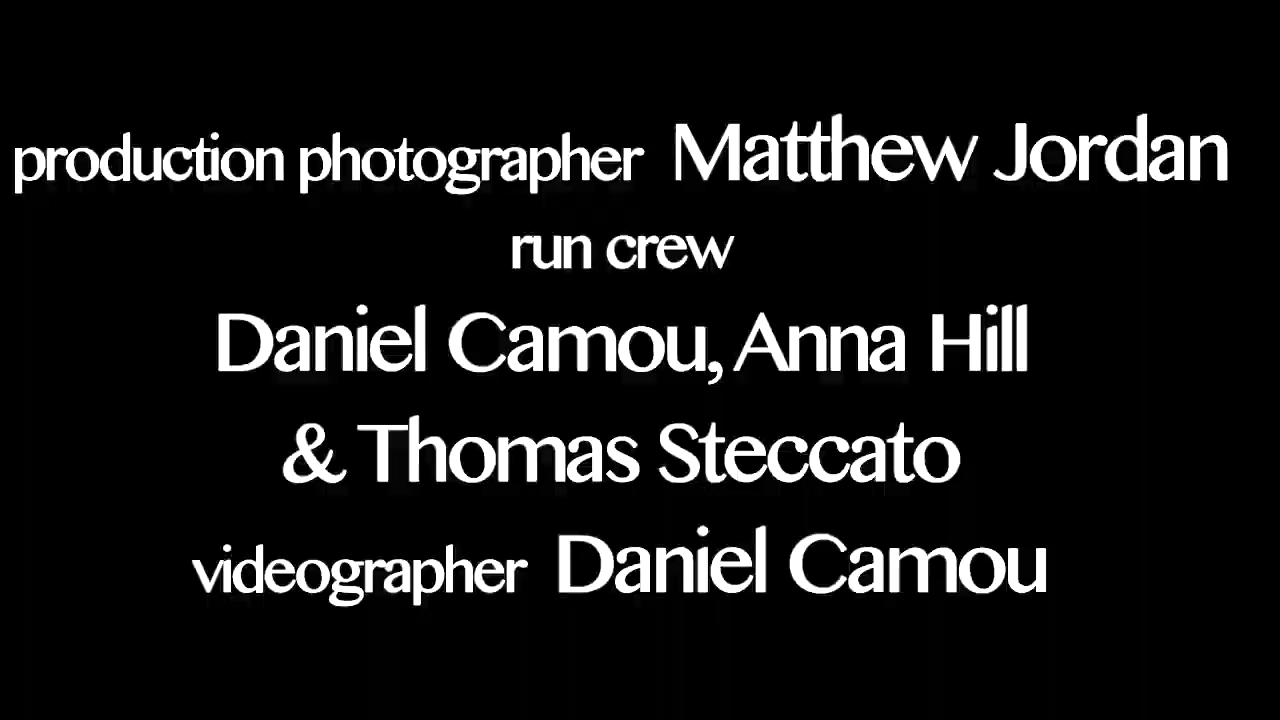 production photographer Matthew Jordan
run crew
Daniel Camou, Anna Hill
& Thomas Steccato
videographer Daniel Camou